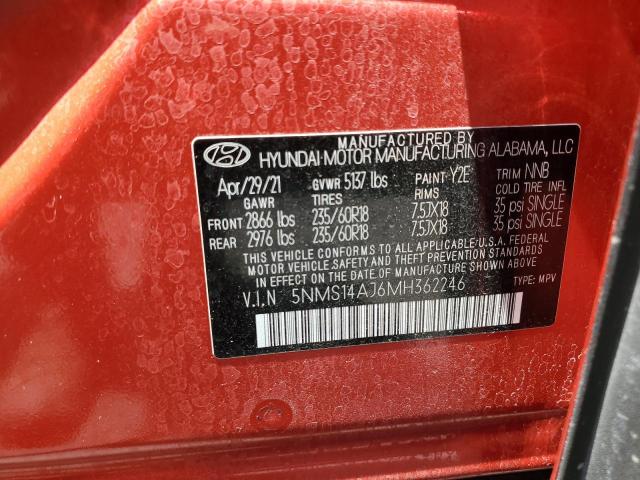 MANUFACTURED BY
HYUNDAI MOTOR MANUFACTURING ALABAMA, LLC
Apr/29/21 GVWR 5137 lbs PAINT Y2E TRIM NNB
GAWR TIRES RIMS COLD TIRE INFL
FRONT 2866 lbs 235/60R18 7.5JX18 35 psi SINGLE
REAR 2976 lbs 235/60R18 7.5JX18 35 psi SINGLE
THIS VEHICLE CONFORMS TO ALL APPLICABLE U.S.A. FEDERAL
MOTOR VEHICLE SAFETY AND THEFT PREVENTION STANDARDS
IN EFFECT ON THE DATE OF MANUFACTURE SHOWN ABOVE.
V.I.N 5NMS14AJ6MH362246 TYPE: MPV